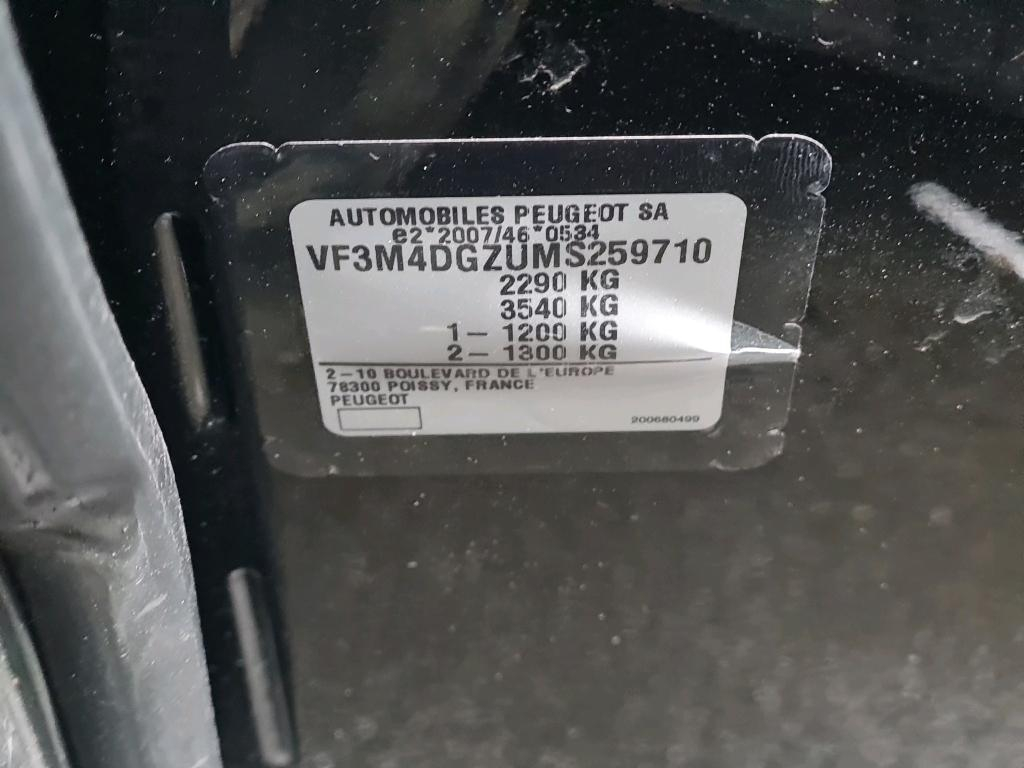 AUTOMOBILES PEUGEOT SA
e2*2007/46*0534
VF3M4DGZUMS259710
2290 KG
3540 KG
1- 1200 KG
2- 1300 KG
2-10 BOULEVARD DE L'EUROPE
78300 POISSY, FRANCE
PEUGEOT
200680499